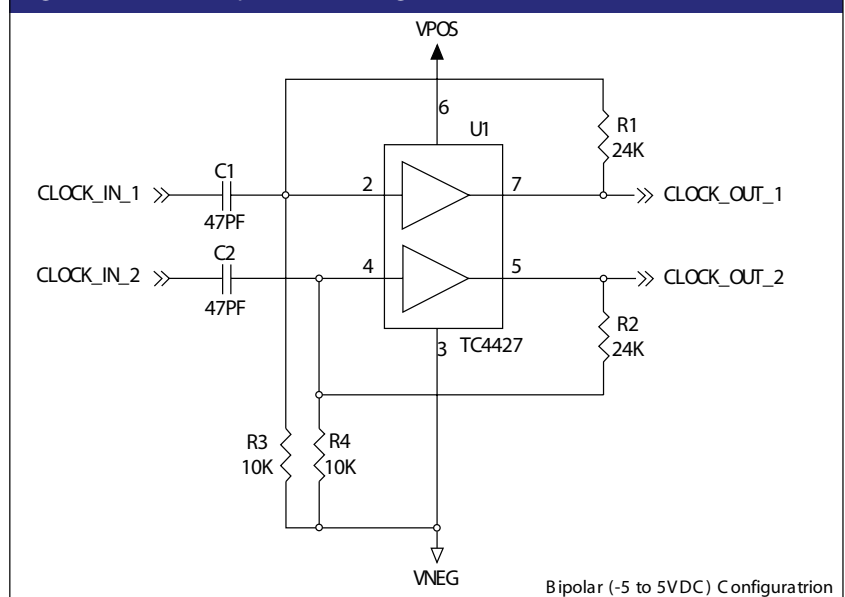 VPOS
6
U1
R1
24K
C1
CLOCK_IN_1
2
7
CLOCK_OUT_1
47PF
C2
CLOCK_IN_2
4
5
CLOCK_OUT_2
47PF
R2
24K
3
TC4427
R3
10K
R4
10K
VNEG
Bipolar (-5 to 5VDC) Configuratrion